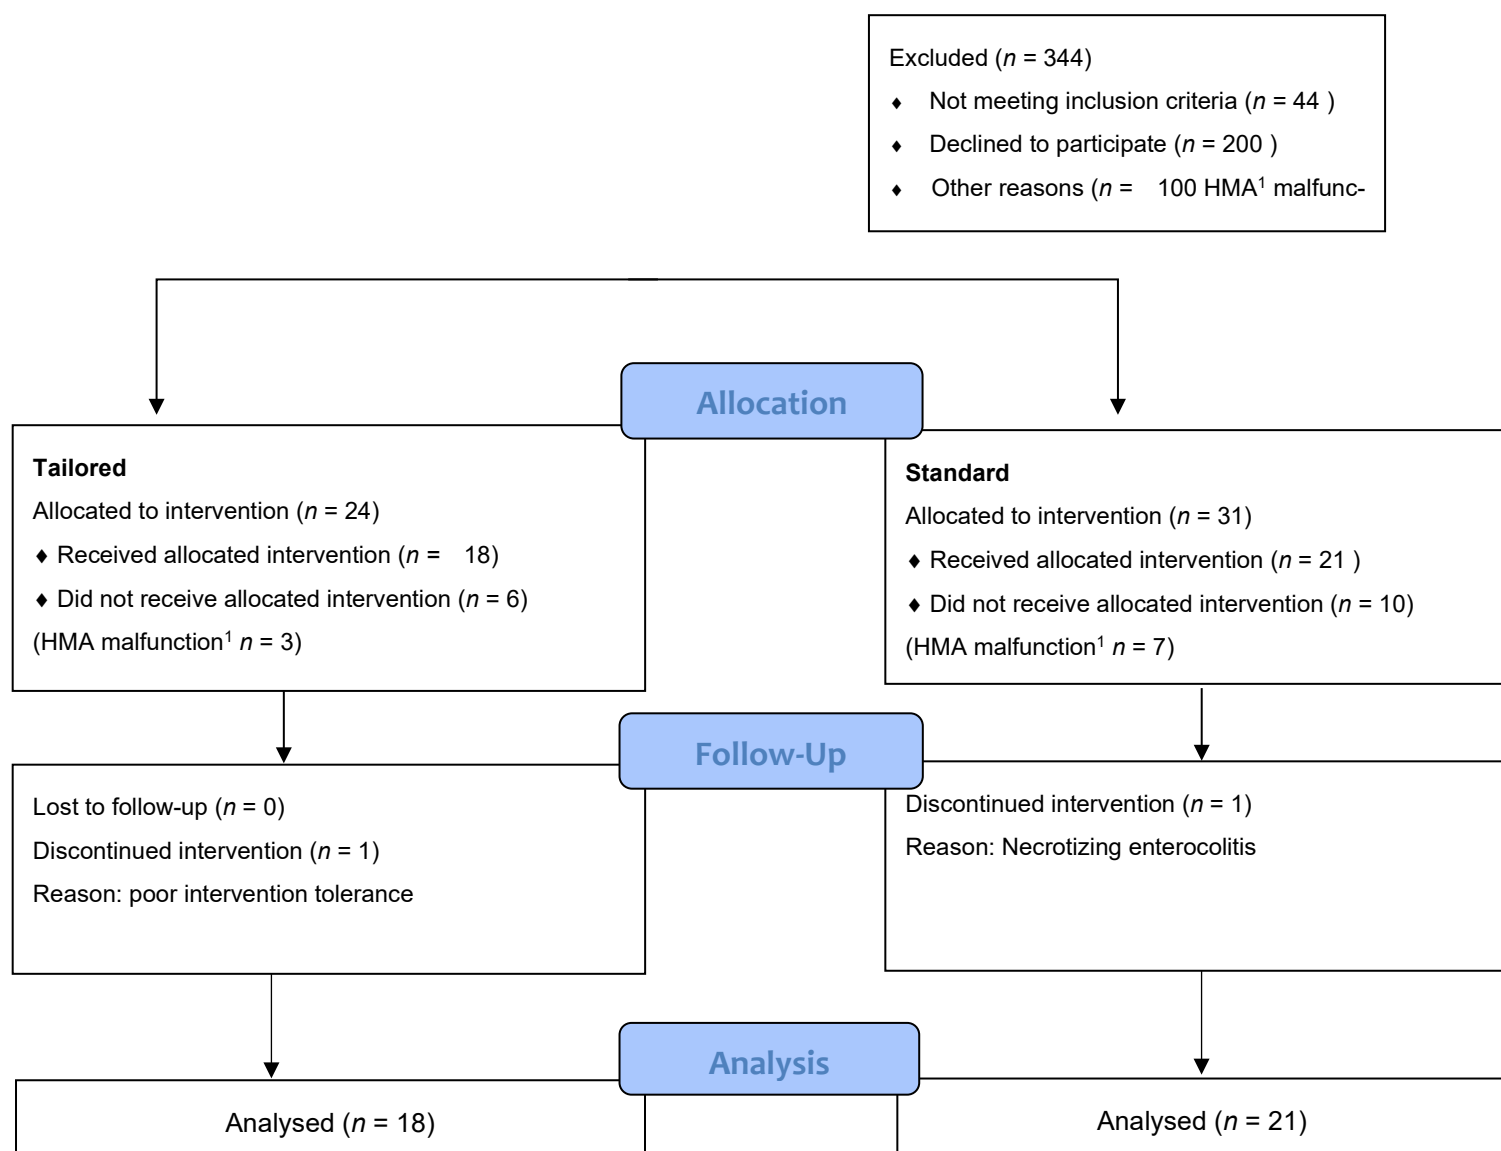 Excluded (n = 344)
♦ Not meeting inclusion criteria (n = 44 )
♦ Declined to participate (n = 200 )
♦ Other reasons (n = 100 HMA¹ malfunc-
Allocation
Tailored
Allocated to intervention (n = 24)
♦ Received allocated intervention (n = 18)
♦ Did not receive allocated intervention (n = 6)
(HMA malfunction¹ n = 3)
Standard
Allocated to intervention (n = 31)
♦ Received allocated intervention (n = 21 )
♦ Did not receive allocated intervention (n = 10)
(HMA malfunction¹ n = 7)
Follow-Up
Lost to follow-up (n = 0)
Discontinued intervention (n = 1)
Reason: poor intervention tolerance
Discontinued intervention (n = 1)
Reason: Necrotizing enterocolitis
Analysis
Analysed (n = 18)
Analysed (n = 21)